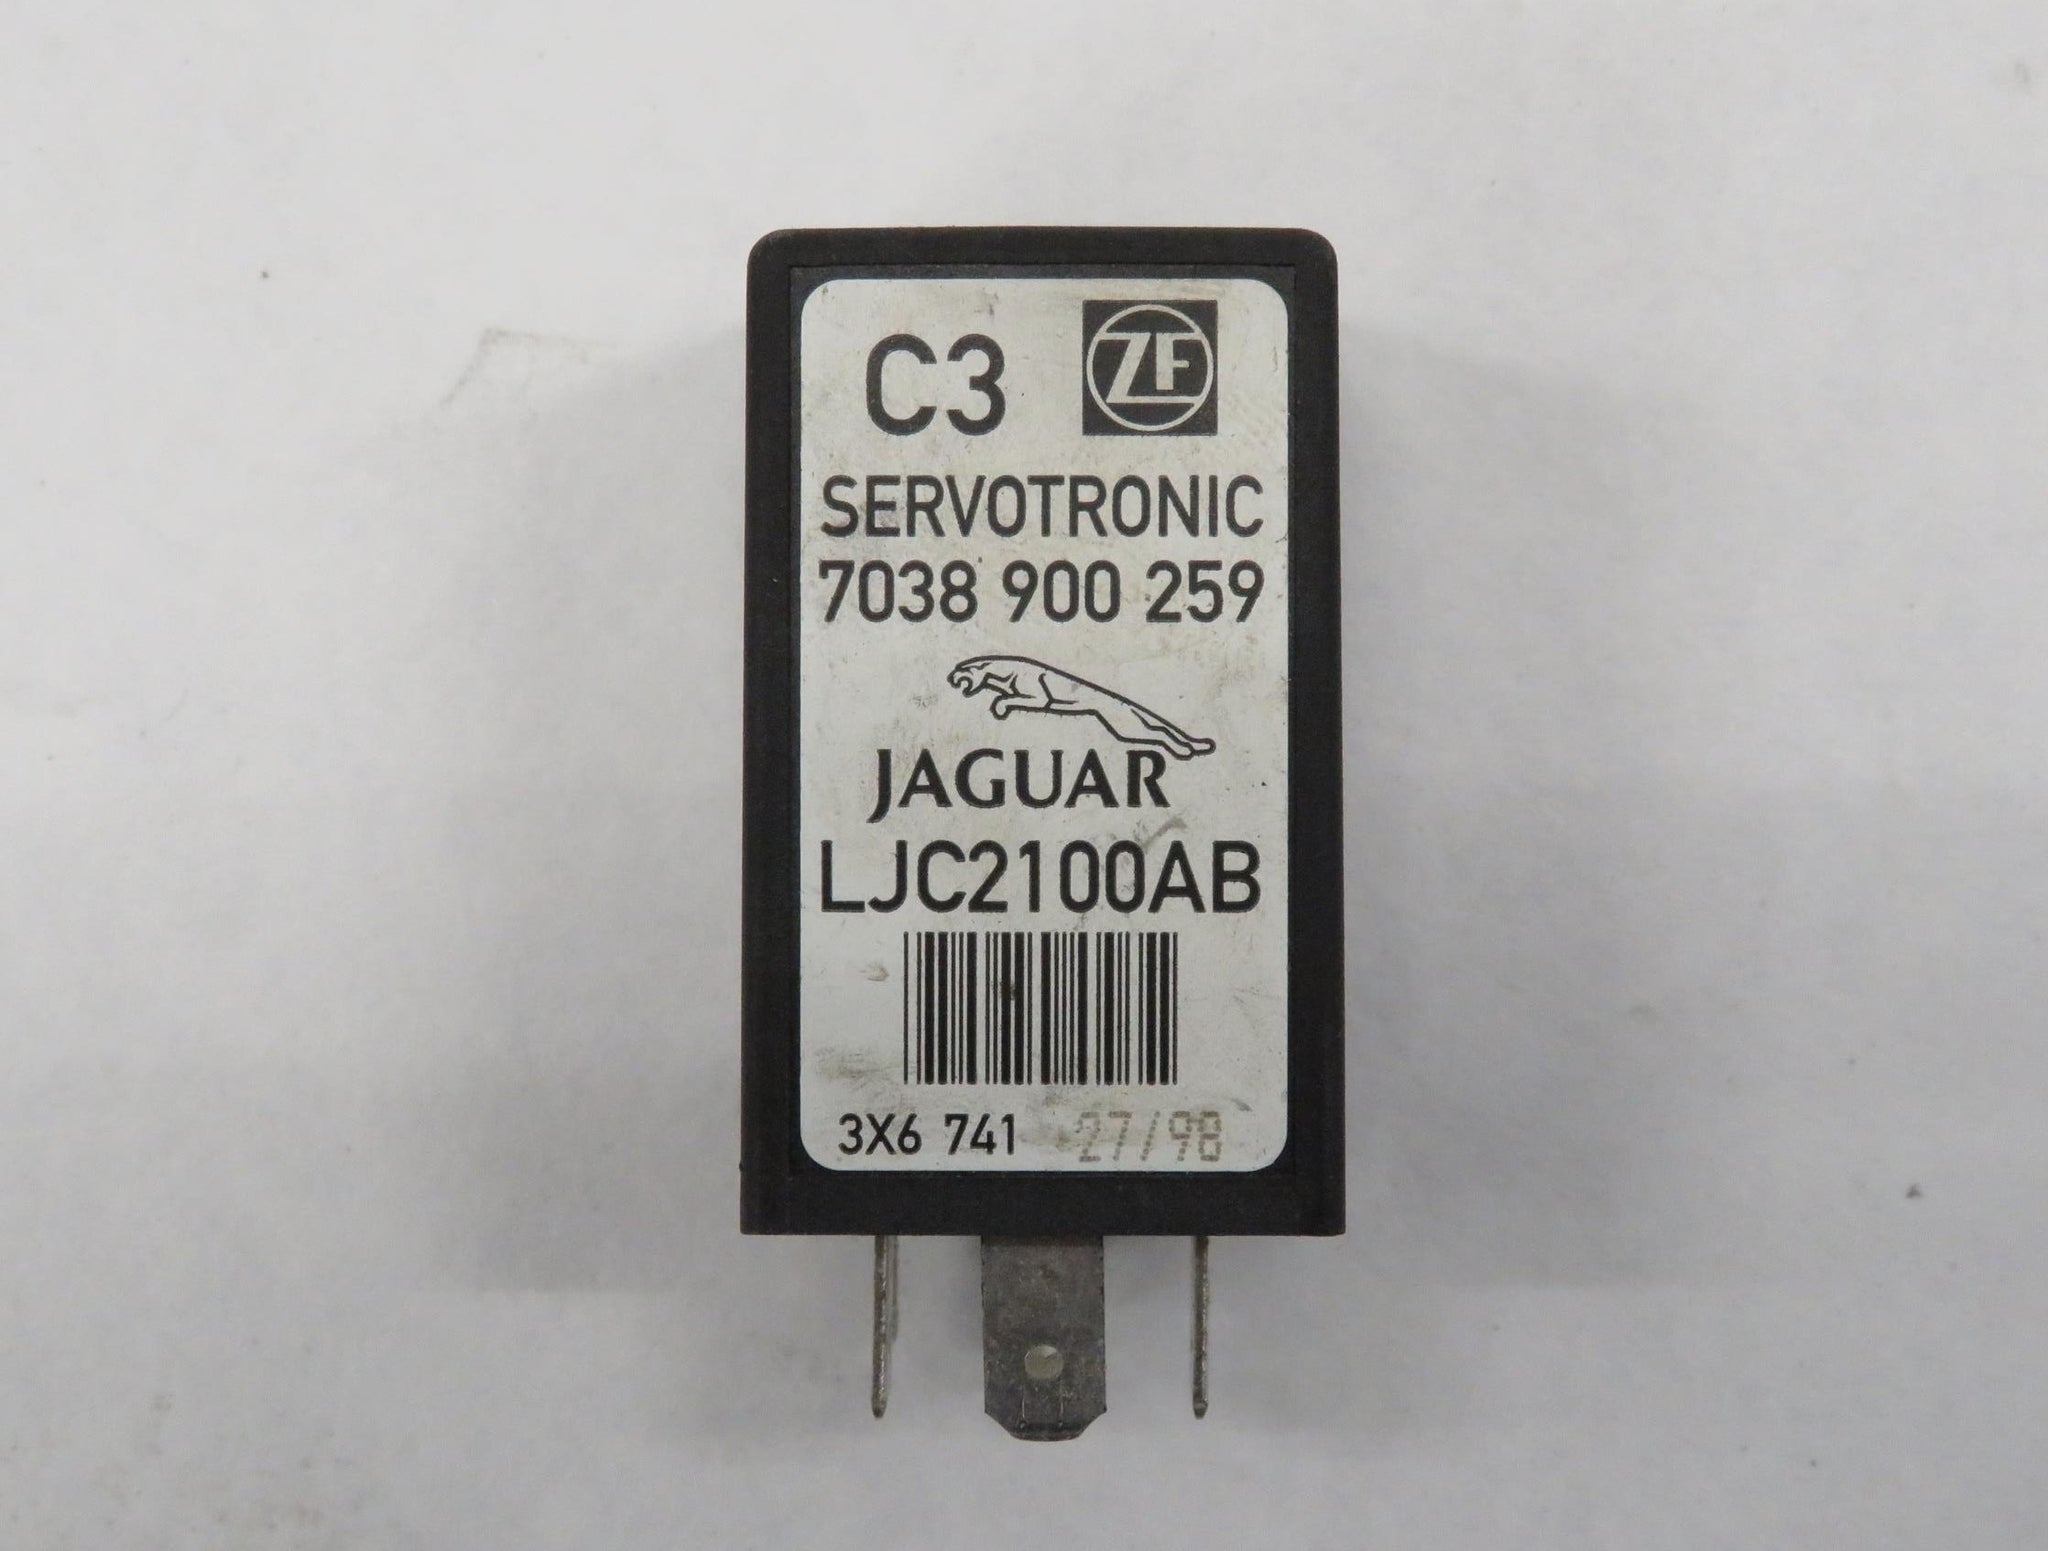 C3 ZF
SERVOTRONIC
7038 900 259
JAGUAR
LJC2100AB
3X6 741 27/98